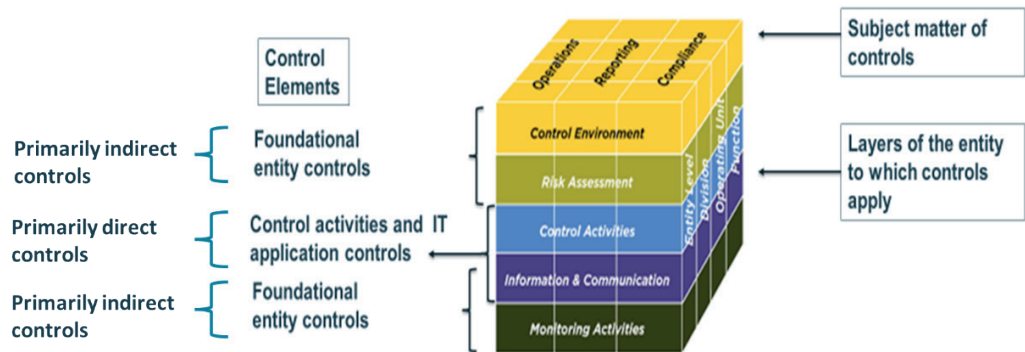 Control
Elements
Primarily indirect
controls
Foundational
entity controls
Primarily direct
controls
Control activities and IT
application controls
Primarily indirect
controls
Foundational
entity controls
Operations
Reporting
Compliance
Control Environment
Risk Assessment
Control Activities
Information & Communication
Monitoring Activities
Entity Level
Division
Operating Unit
Function
Subject matter of
controls
Layers of the entity
to which controls
apply